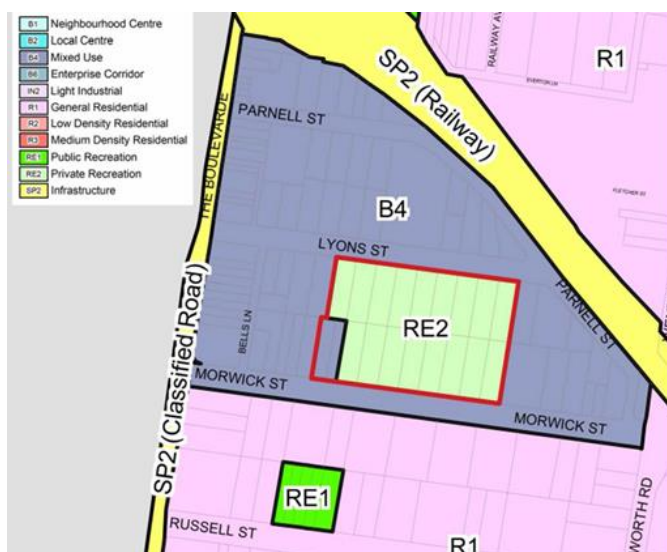 B1 Neighbourhood Centre
B2 Local Centre
B4 Mixed Use
B6 Enterprise Corridor
IN2 Light Industrial
R1 General Residential
R2 Low Density Residential
R3 Medium Density Residential
RE1 Public Recreation
RE2 Private Recreation
SP2 Infrastructure
RAILWAY AV
R1
SP2 (Railway)
THE BOULEVARDE
PARNELL ST
B4
LYONS ST
PARNELL ST
RE2
BELLS LN
SP2 (Classified Road)
MORWICK ST
MORWICK ST
RE1
RUSSELL ST
R1
WORTH RD